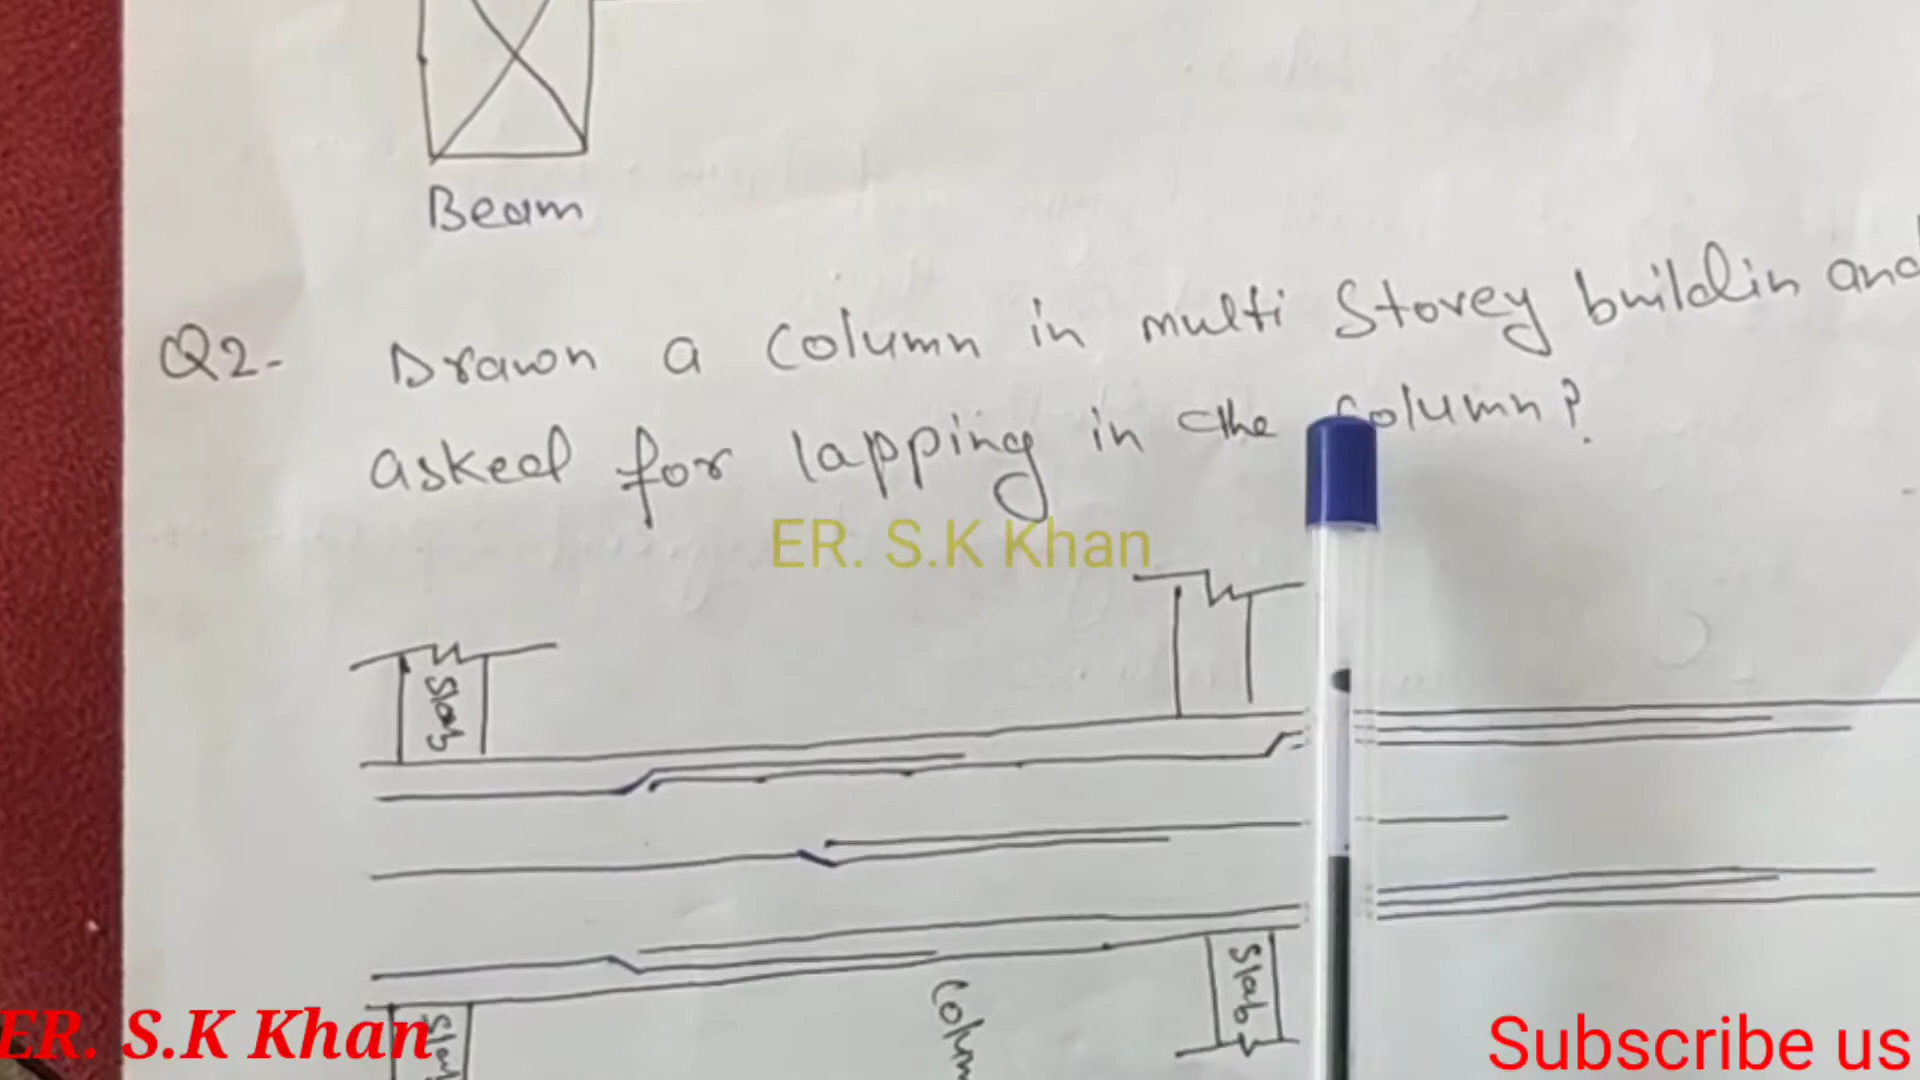 Beam
Q2- Drawn a Column in multi Storey buildin and
asked for lapping in the Column?
ER. S.K Khan
Slab
Slab
Slab
ER. S.K Khan
Subscribe us